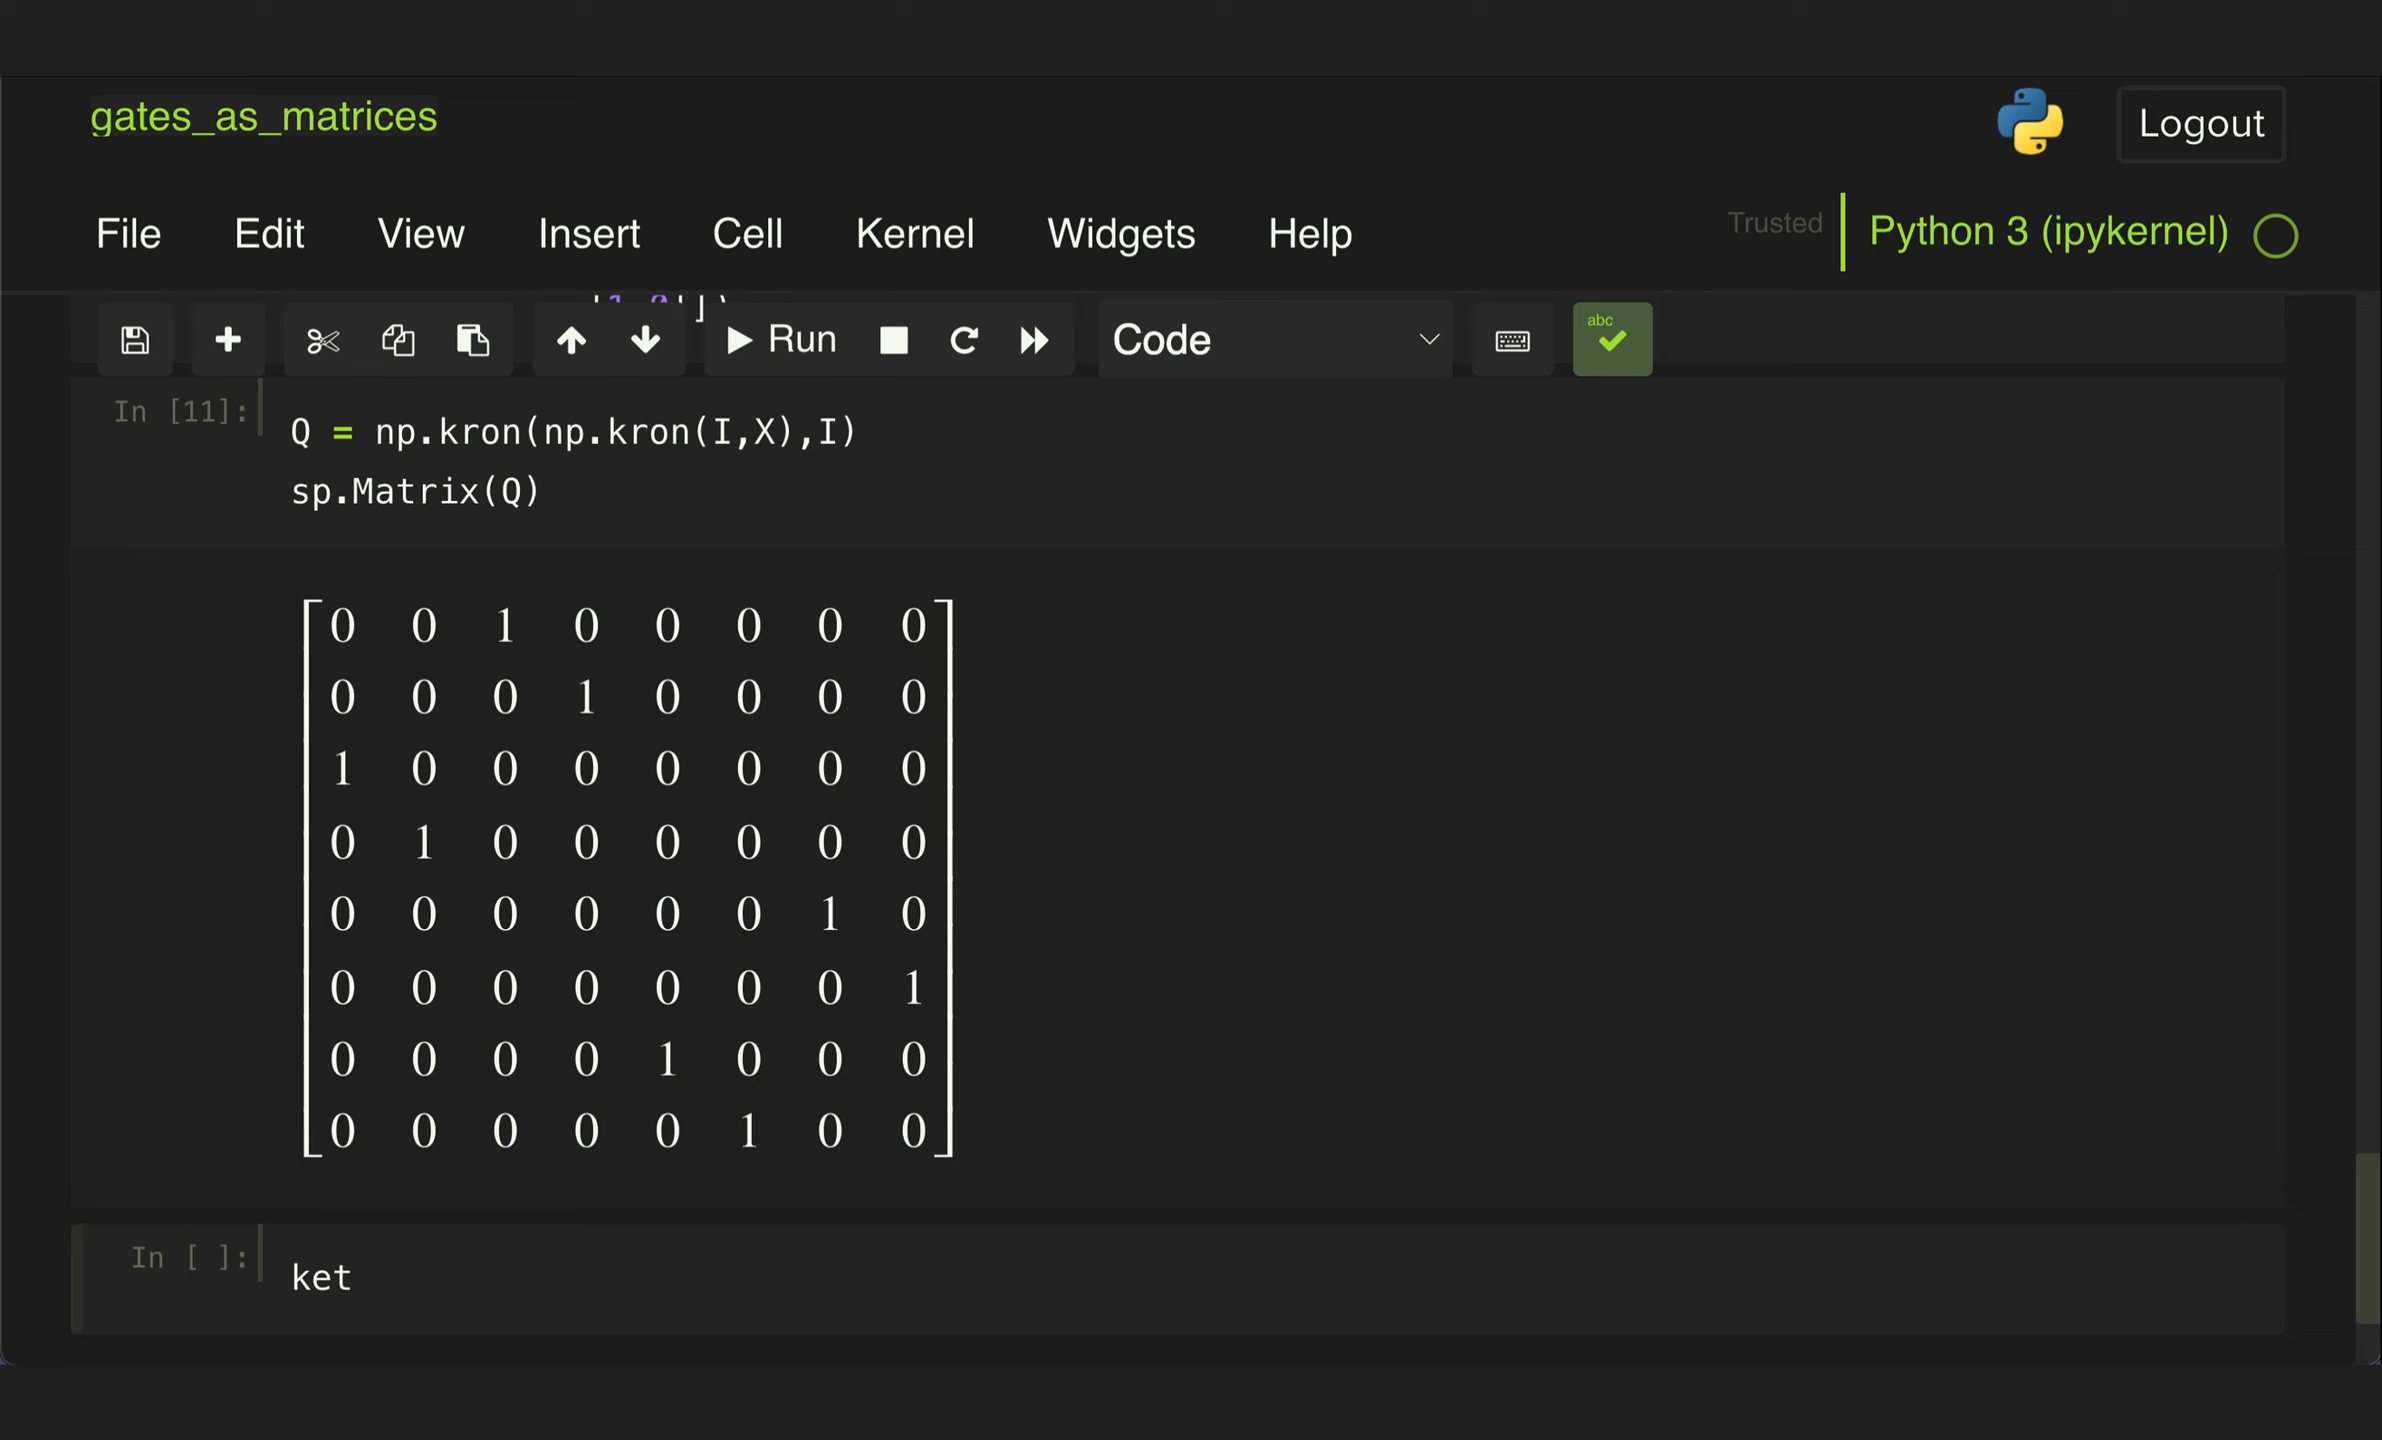 gates_as_matrices
Logout
File Edit View Insert Cell Kernel Widgets Help
Trusted Python 3 (ipykernel)
Run Code abc
In [11]:
Q = np.kron(np.kron(I,X),I)
sp.Matrix(Q)
0 0 1 0 0 0 0 0
0 0 0 1 0 0 0 0
1 0 0 0 0 0 0 0
0 1 0 0 0 0 0 0
0 0 0 0 0 0 1 0
0 0 0 0 0 0 0 1
0 0 0 0 1 0 0 0
0 0 0 0 0 1 0 0
In [ ]:
ket